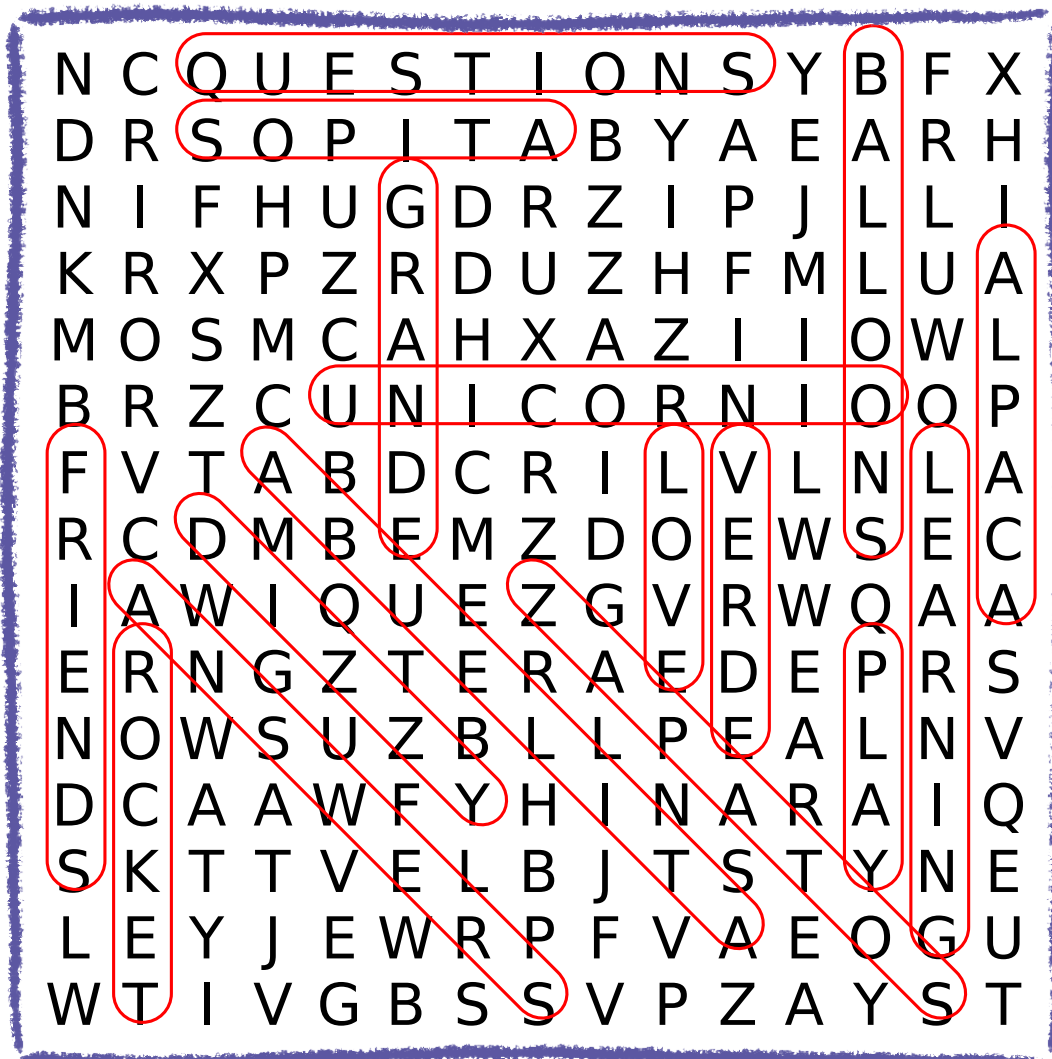 N C Q U E S T I O N S Y B F X
D R S O P I T A B Y A E A R H
N I F H U G D R Z I P J L L I
K R X P Z R D U Z H F M L U A
M O S M C A H X A Z I I O W L
B R Z C U N I C O R N I O O P
F V T A B D C R I L V L N L A
R C D M B E M Z D O E W S E C
I A W I Q U E Z G V R W Q A A
E R N G Z T E R A E D E P R S
N O W S U Z B L L P E A L N V
D C A A W F Y H I N A R A I Q
S K T T V E L B J T S T Y N E
L E Y J E W R P F V A E O G U
W T I V G B S S V P Z A Y S T